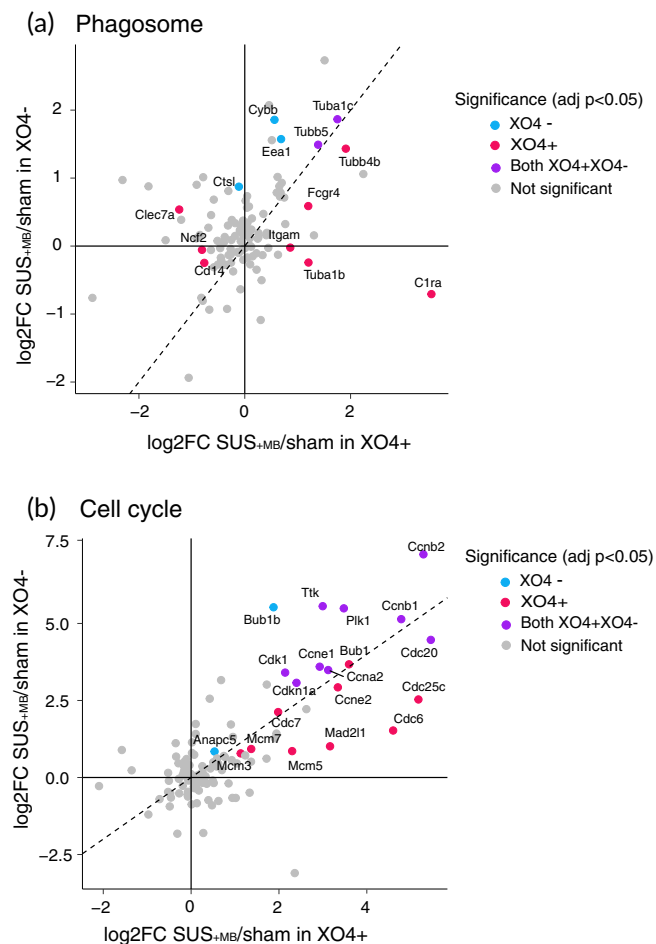 (a) Phagosome
log2FC SUS+MB/sham in XO4-
2
1
0
−1
−2
−2
0
2
log2FC SUS+MB/sham in XO4+
Cybb
Tuba1c
Tubb5
Eea1
Tubb4b
Ctsl
Fcgr4
Clec7a
Ncf2
Itgam
Cd14
Tuba1b
C1ra
Significance (adj p<0.05)
XO4 -
XO4+
Both XO4+XO4-
Not significant
(b) Cell cycle
log2FC SUS+MB/sham in XO4-
7.5
5.0
2.5
0.0
−2.5
−2
0
2
4
log2FC SUS+MB/sham in XO4+
Ccnb2
Ttk
Bub1b
Plk1
Ccnb1
Cdk1
Ccne1
Bub1
Cdc20
Ccna2
Cdkn1a
Ccne2
Cdc25c
Cdc7
Cdc6
Anapc5
Mcm7
Mad2l1
Mcm3
Mcm5
Significance (adj p<0.05)
XO4 -
XO4+
Both XO4+XO4-
Not significant